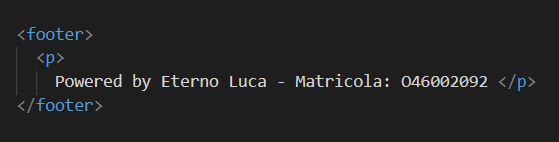 <footer>
<p>
Powered by Eterno Luca - Matricola: O46002092 </p>
</footer>